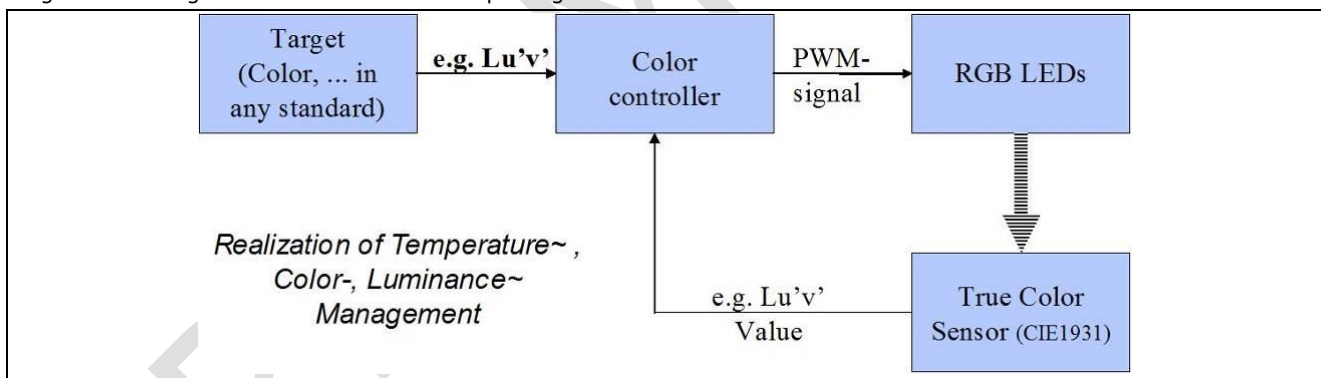 Target
(Color, ... in
any standard)
e.g. Lu'v'
Color
controller
PWM-
signal
RGB LEDs
Realization of Temperature~ ,
Color-, Luminance~
Management
e.g. Lu'v'
Value
True Color
Sensor (CIE1931)